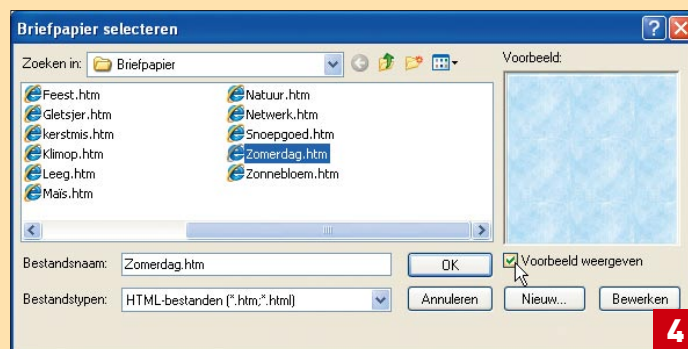 Briefpapier selecteren
Zoeken in: Briefpapier
Voorbeeld:
Feest.htm
Gletsjer.htm
kerstmis.htm
Klimop.htm
Leeg.htm
Maïs.htm
Natuur.htm
Netwerk.htm
Snoepgoed.htm
Zomerdag.htm
Zonnebloem.htm
Bestandsnaam: Zomerdag.htm OK
Voorbeeld weergeven
Bestandstypen: HTML-bestanden (*.htm;*.html) Annuleren Nieuw... Bewerken
4